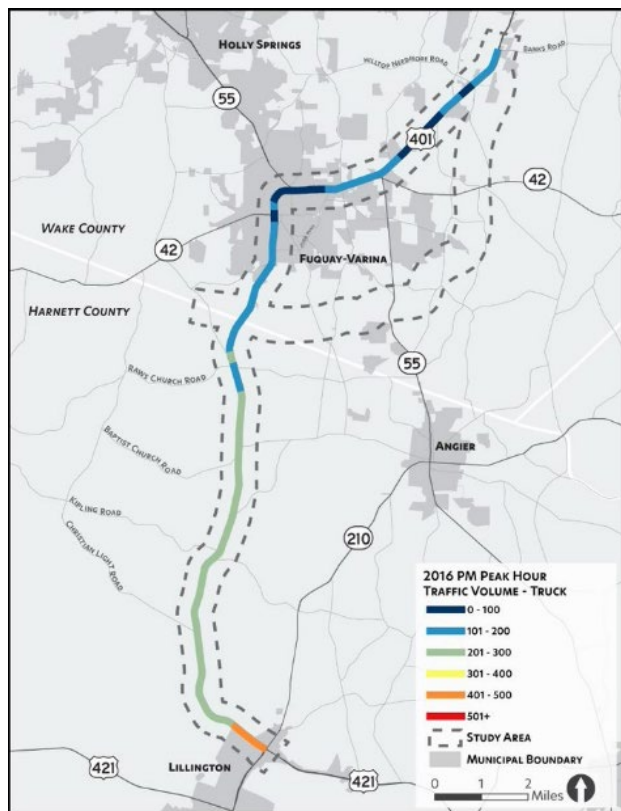 HOLLY SPRINGS
HILLTOP NEEDMORE ROAD
BANKS ROAD
55
401
42
WAKE COUNTY
42
FUQUAY-VARINA
HARNETT COUNTY
55
RAWLS CHURCH ROAD
ANGIER
BAPTIST CHURCH ROAD
KIPLING ROAD
CHRISTIAN LIGHT ROAD
210
2016 PM PEAK HOUR
TRAFFIC VOLUME - TRUCK
0 - 100
101 - 200
201 - 300
301 - 400
401 - 500
501+
STUDY AREA
MUNICIPAL BOUNDARY
0 1 2
MILES
LILLINGTON
421
421